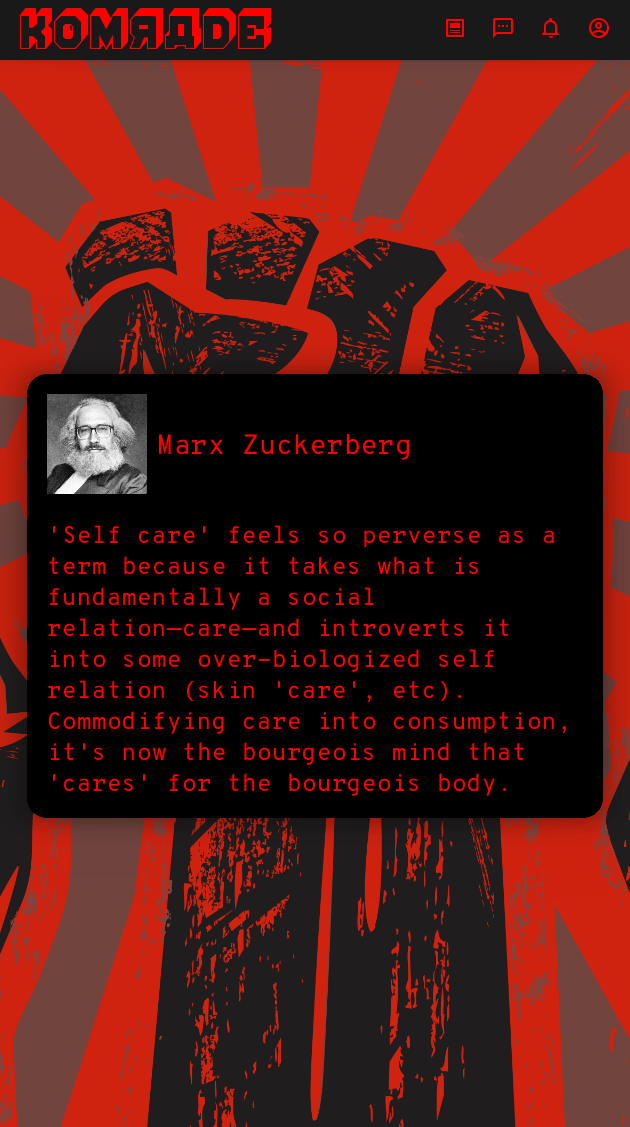 KOMЯADE
Marx Zuckerberg
'Self care' feels so perverse as a
term because it takes what is
fundamentally a social
relation—care—and introverts it
into some over-biologized self
relation (skin 'care', etc).
Commodifying care into consumption,
it's now the bourgeois mind that
'cares' for the bourgeois body.